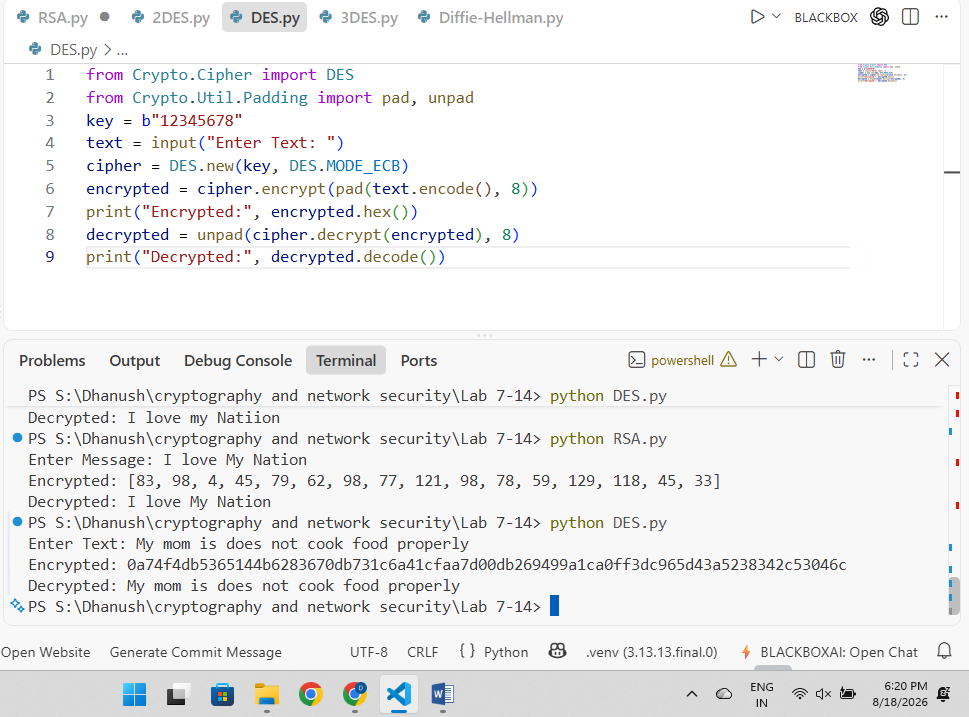 RSA.py 2DES.py DES.py 3DES.py Diffie-Hellman.py BLACKBOX
DES.py > ...
1 from Crypto.Cipher import DES
2 from Crypto.Util.Padding import pad, unpad
3 key = b"12345678"
4 text = input("Enter Text: ")
5 cipher = DES.new(key, DES.MODE_ECB)
6 encrypted = cipher.encrypt(pad(text.encode(), 8))
7 print("Encrypted:", encrypted.hex())
8 decrypted = unpad(cipher.decrypt(encrypted), 8)
9 print("Decrypted:", decrypted.decode())
Problems Output Debug Console Terminal Ports powershell
PS S:\Dhanush\cryptography and network security\Lab 7-14> python DES.py
Decrypted: I love my Natiion
PS S:\Dhanush\cryptography and network security\Lab 7-14> python RSA.py
Enter Message: I love My Nation
Encrypted: [83, 98, 4, 45, 79, 62, 98, 77, 121, 98, 78, 59, 129, 118, 45, 33]
Decrypted: I love My Nation
PS S:\Dhanush\cryptography and network security\Lab 7-14> python DES.py
Enter Text: My mom is does not cook food properly
Encrypted: 0a74f4db5365144b6283670db731c6a41cfaa7d00db269499a1ca0ff3dc965d43a5238342c53046c
Decrypted: My mom is does not cook food properly
PS S:\Dhanush\cryptography and network security\Lab 7-14>
Open Website Generate Commit Message UTF-8 CRLF { } Python .venv (3.13.13.final.0) BLACKBOXAI: Open Chat
ENG
IN
6:20 PM
8/18/2026